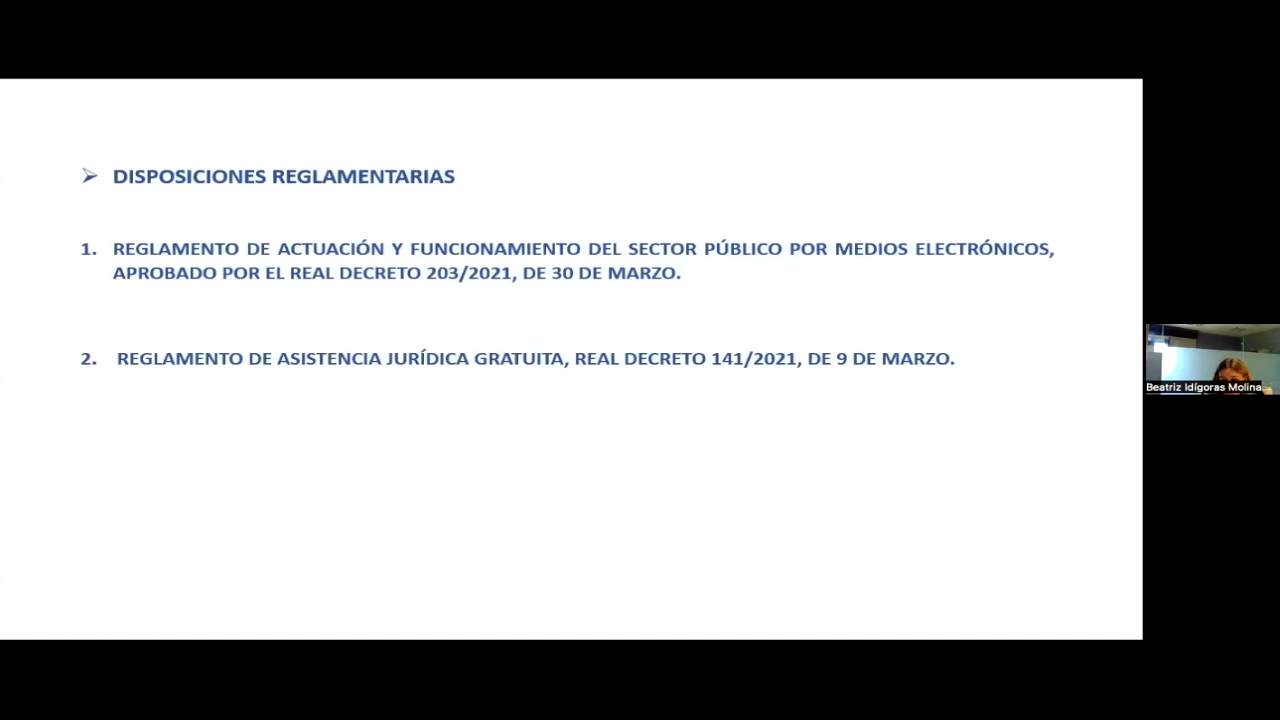 DISPOSICIONES REGLAMENTARIAS
1. REGLAMENTO DE ACTUACIÓN Y FUNCIONAMIENTO DEL SECTOR PÚBLICO POR MEDIOS ELECTRÓNICOS,
APROBADO POR EL REAL DECRETO 203/2021, DE 30 DE MARZO.
2. REGLAMENTO DE ASISTENCIA JURÍDICA GRATUITA, REAL DECRETO 141/2021, DE 9 DE MARZO.
Beatriz Idígoras Molina